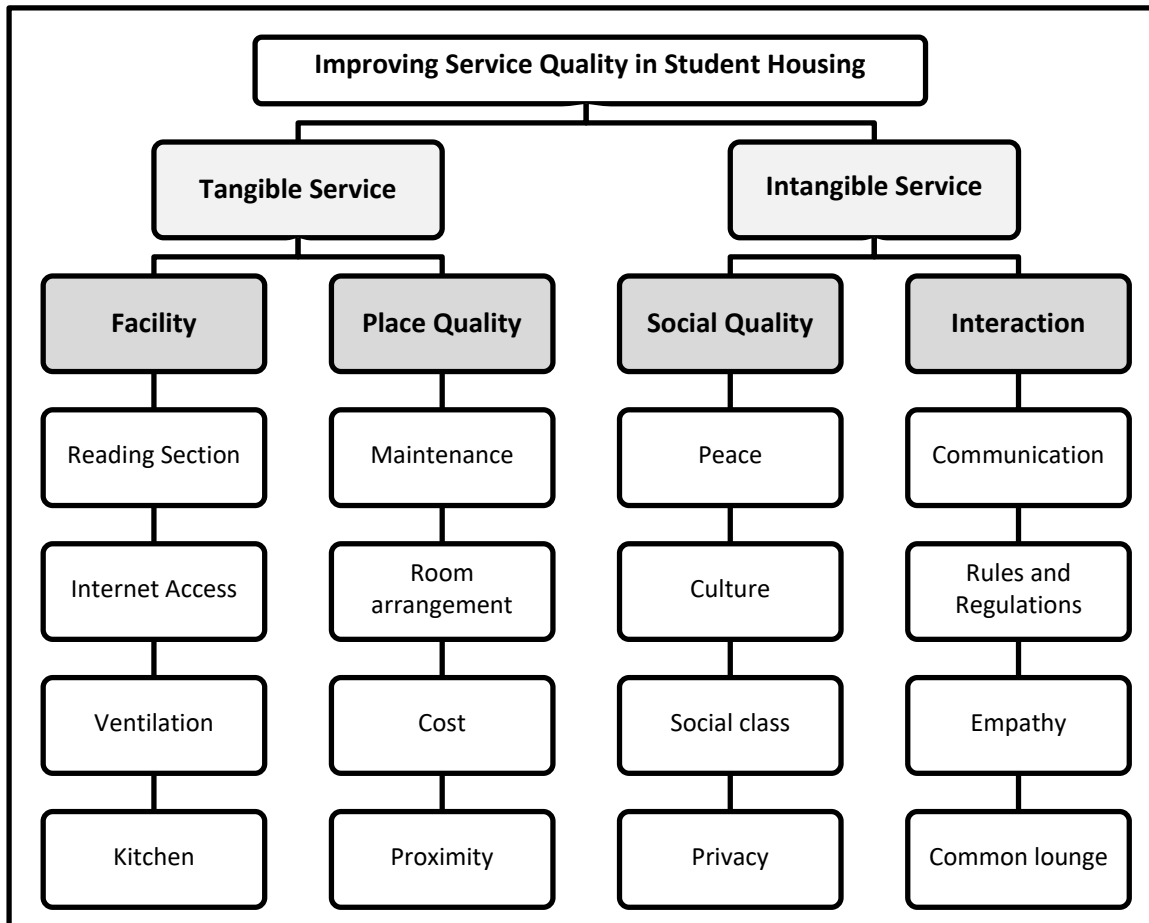 Improving Service Quality in Student Housing
Tangible Service
Intangible Service
Facility
Place Quality
Social Quality
Interaction
Reading Section
Maintenance
Peace
Communication
Internet Access
Room
arrangement
Culture
Rules and
Regulations
Ventilation
Cost
Social class
Empathy
Kitchen
Proximity
Privacy
Common lounge